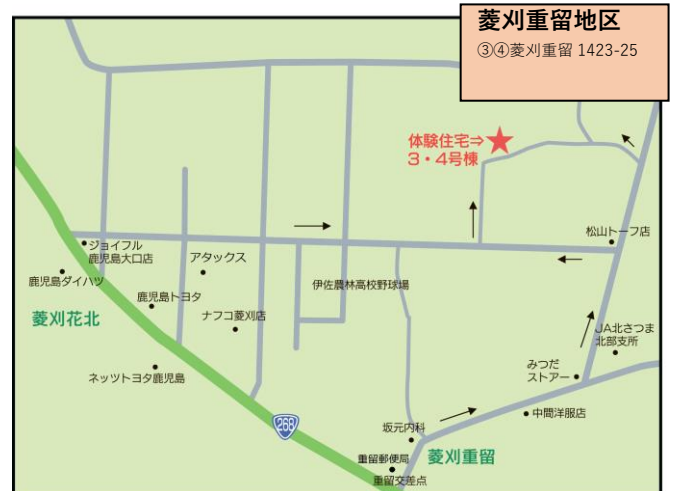 菱刈重留地区
③④菱刈重留 1423-25
体験住宅⇒
3・4号棟
松山トーフ店
ジョイフル
鹿児島大口店
アタックス
鹿児島ダイハツ
伊佐農林高校野球場
鹿児島トヨタ
菱刈花北
ナフコ菱刈店
JA北さつま
北部支所
みつだ
ストアー
ネッツトヨタ鹿児島
中間洋服店
268
坂元内科
菱刈重留
重留郵便局
重留交差点